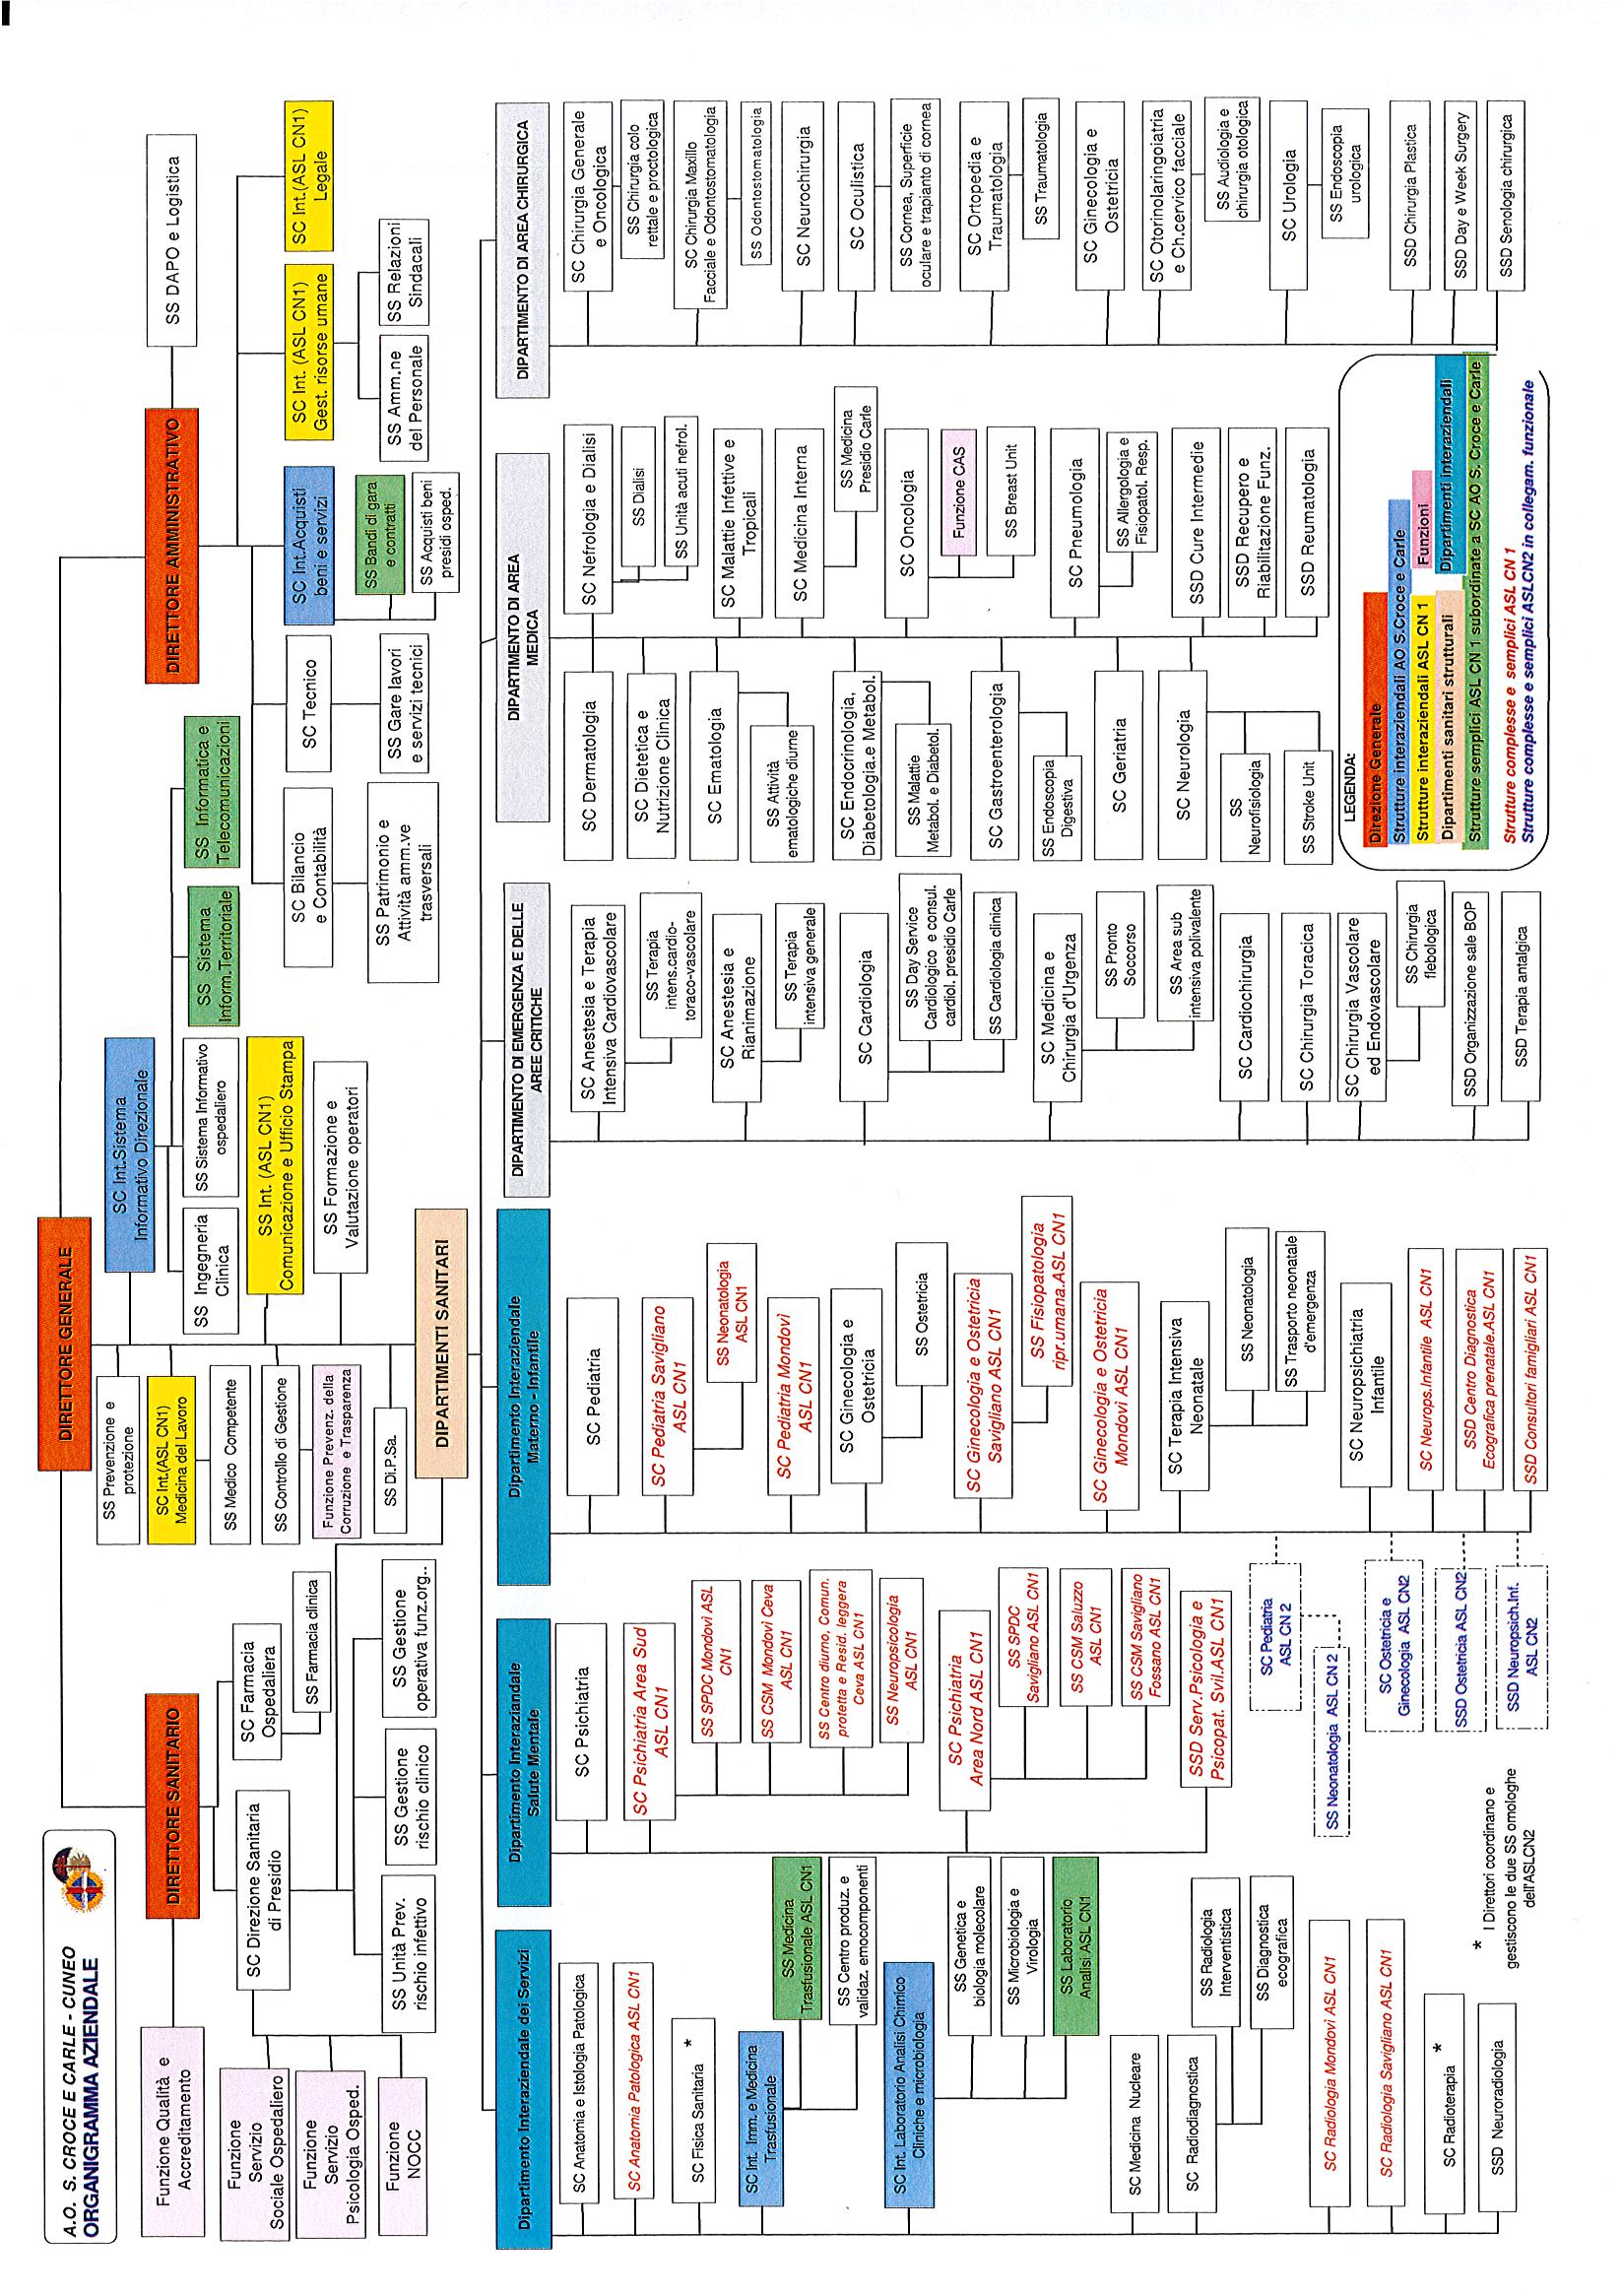 A.O. S. CROCE E CARLE - CUNEO
ORGANIGRAMMA AZIENDALE
DIRETTORE GENERALE
SS Prevenzione e
protezione
SC Int.(ASL CN1)
Medicina del Lavoro
SS Medico Competente
SS Controllo di Gestione
Funzione Prevenz. della
Corruzione e Trasparenza
SS Di.P.Sa.
SC Int.Sistema
Informativo Direzionale
SS Ingegneria
Clinica
SS Sistema Informativo
ospedaliero
SS Sistema
Inform.Territoriale
SS Informatica e
Telecomunicazioni
SS Int. (ASL CN1)
Comunicazione e Ufficio Stampa
SS Formazione e
Valutazione operatori
DIRETTORE SANITARIO
Funzione Qualità e
Accreditamento
Funzione
Servizio
Sociale Ospedaliero
Funzione
Servizio
Psicologia Osped.
Funzione
NOCC
SC Direzione Sanitaria
di Presidio
SC Farmacia
Ospedaliera
SS Farmacia clinica
SS Unità Prev.
rischio infettivo
SS Gestione
rischio clinico
SS Gestione
operativa funz.org..
DIRETTORE AMMINISTRATIVO
SS DAPO e Logistica
SC Bilancio
e Contabilità
SS Patrimonio e
Attività amm.ve
trasversali
SC Tecnico
SS Gare lavori
e servizi tecnici
SC Int.Acquisti
beni e servizi
SS Bandi di gara
e contratti
SS Acquisti beni
presidi osped.
SC Int. (ASL CN1)
Gest. risorse umane
SS Amm.ne
del Personale
SS Relazioni
Sindacali
SC Int.(ASL CN1)
Legale
DIPARTIMENTI SANITARI
Dipartimento Interaziendale dei Servizi
SC Anatomia e Istologia Patologica
SC Anatomia Patologica ASL CN1
SC Fisica Sanitaria *
SC Int. Imm. e Medicina
Trasfusionale
SS Medicina
Trasfusionale ASL CN1
SS Centro produz. e
validaz. emocomponenti
SC Int. Laboratorio Analisi Chimico
Cliniche e microbiologia
SS Genetica e
biologia molecolare
SS Microbiologia e
Virologia
SS Laboratorio
Analisi ASL CN1
SC Medicina Nucleare
SC Radiodiagnostica
SS Radiologia
Interventistica
SS Diagnostica
ecografica
SC Radiologia Mondovì ASL CN1
SC Radiologia Savigliano ASL CN1
SC Radioterapia *
SSD Neuroradiologia
* I Direttori coordinano e
gestiscono le due SS omologhe
dell'ASLCN2
Dipartimento Interaziandale
Salute Mentale
SC Psichiatria
SC Psichiatria Area Sud
ASL CN1
SS SPDC Mondovì ASL
CN1
SS CSM Mondovì Ceva
ASL CN1
SS Centro diurno, Comun.
protetta e Resid. leggera
Ceva ASL CN1
SS Neuropsicologia
ASL CN1
SC Psichiatria
Area Nord ASL CN1
SS SPDC
Savigliano ASL CN1
SS CSM Saluzzo
ASL CN1
SS CSM Savigliano
Fossano ASL CN1
SSD Serv.Psicologia e
Psicopat. Svil.ASL CN1
SC Pediatria
ASL CN 2
SS Neonatologia ASL CN 2
SC Ostetricia e
Ginecologia ASL CN2
SSD Ostetricia ASL CN2
SSD Neuropsich.Inf.
ASL CN2
Dipartimento Interaziendale
Materno - Infantile
SC Pediatria
SC Pediatria Savigliano
ASL CN1
SS Neonatologia
ASL CN1
SC Pediatria Mondovì
ASL CN1
SC Ginecologia e
Ostetricia
SS Ostetricia
SC Ginecologia e Ostetricia
Savigliano ASL CN1
SS Fisiopatologia
ripr.umana.ASL CN1
SC Ginecologia e Ostetricia
Mondovì ASL CN1
SC Terapia Intensiva
Neonatale
SS Neonatologia
SS Trasporto neonatale
d'emergenza
SC Neuropsichiatria
Infantile
SC Neurops.Infantile ASL CN1
SSD Centro Diagnostica
Ecografica prenatale.ASL CN1
SSD Consultori famigliari ASL CN1
DIPARTIMENTO DI EMERGENZA E DELLE
AREE CRITICHE
SC Anestesia e Terapia
Intensiva Cardiovascolare
SS Terapia
intens.cardio-
toraco-vascolare
SC Anestesia e
Rianimazione
SS Terapia
intensiva generale
SC Cardiologia
SS Day Service
Cardiologico e consul.
cardiol. presidio Carle
SS Cardiologia clinica
SC Medicina e
Chirurgia d'Urgenza
SS Pronto
Soccorso
SS Area sub
intensiva polivalente
SC Cardiochirurgia
SC Chirurgia Toracica
SC Chirurgia Vascolare
ed Endovascolare
SS Chirurgia
flebologica
SSD Organizzazione sale BOP
SSD Terapia antalgica
DIPARTIMENTO DI AREA
MEDICA
SC Dermatologia
SC Dietetica e
Nutrizione Clinica
SC Ematologia
SS Attività
ematologiche diurne
SC Endocrinologia,
Diabetologia.e Metabol.
SS Malattie
Metabol. e Diabetol.
SC Gastroenterologia
SS Endoscopia
Digestiva
SC Geriatria
SC Neurologia
SS
Neurofisiologia
SS Stroke Unit
SC Nefrologia e Dialisi
SS Dialisi
SS Unità acuti nefrol.
SC Malattie Infettive e
Tropicali
SC Medicina Interna
SS Medicina
Presidio Carle
SC Oncologia
Funzione CAS
SS Breast Unit
SC Pneumologia
SS Allergologia e
Fisiopatol. Resp.
SSD Cure Intermedie
SSD Recupero e
Riabilitazione Funz.
SSD Reumatologia
DIPARTIMENTO DI AREA CHIRURGICA
SC Chirurgia Generale
e Oncologica
SS Chirurgia colo
rettale e proctologica
SC Chirurgia Maxillo
Facciale e Odontostomatologia
SS Odontostomatologia
SC Neurochirurgia
SC Oculistica
SS Cornea, Superficie
oculare e trapianto di cornea
SC Ortopedia e
Traumatologia
SS Traumatologia
SC Ginecologia e
Ostetricia
SC Otorinolaringoiatria
e Ch.cervico facciale
SS Audiologia e
chirurgia otologica
SC Urologia
SS Endoscopia
urologica
SSD Chirurgia Plastica
SSD Day e Week Surgery
SSD Senologia chirurgica
LEGENDA:
Direzione Generale
Strutture interaziendali AO S.Croce e Carle
Strutture interaziendali ASL CN 1
Funzioni
Dipartimenti sanitari strutturali
Dipartimenti interaziendali
Strutture semplici ASL CN 1 subordinate a SC AO S. Croce e Carle
Strutture complesse e semplici ASL CN 1
Strutture complesse e semplici ASLCN2 in collegam. funzionale